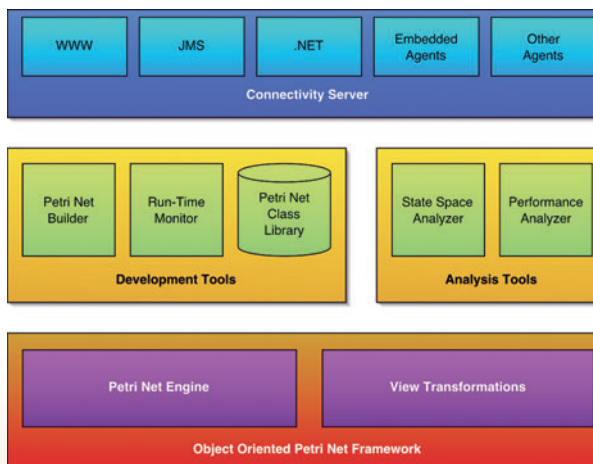 WWW
JMS
.NET
Embedded
Agents
Other
Agents
Connectivity Server
Petri Net
Builder
Run-Time
Monitor
Petri Net
Class
Library
Development Tools
State Space
Analyzer
Performance
Analyzer
Analysis Tools
Petri Net Engine
View Transformations
Object Oriented Petri Net Framework